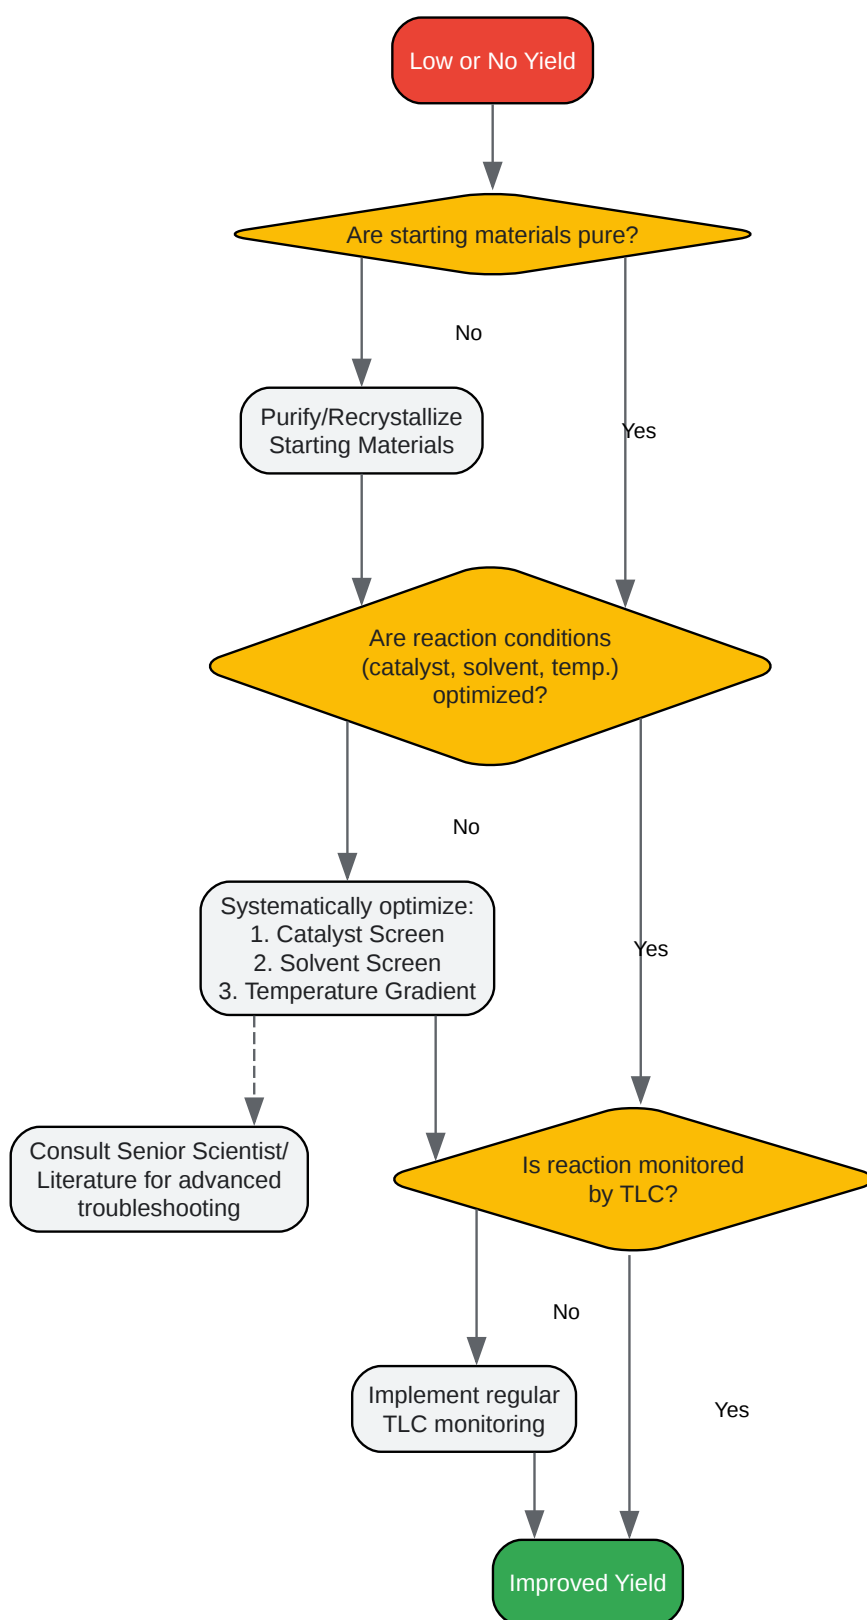 Low or No Yield
Are starting materials pure?
No
Purify/Recrystallize
Starting Materials
Yes
Are reaction conditions
(catalyst, solvent, temp.)
optimized?
No
Systematically optimize:
1. Catalyst Screen
2. Solvent Screen
3. Temperature Gradient
Yes
Consult Senior Scientist/
Literature for advanced
troubleshooting
Is reaction monitored
by TLC?
No
Implement regular
TLC monitoring
Yes
Improved Yield